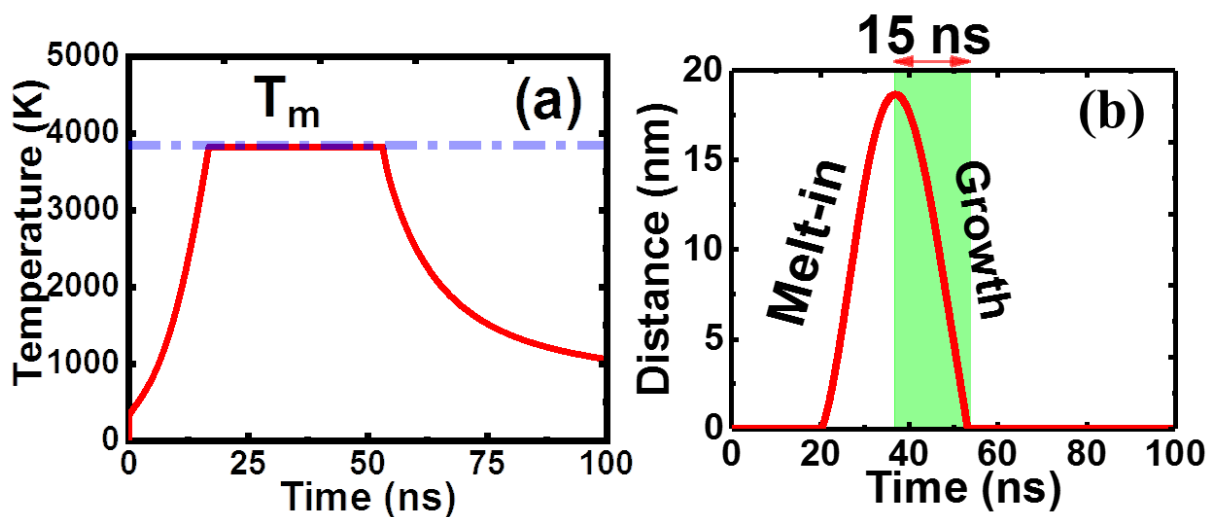 5000
4000
3000
2000
1000
0
Temperature (K)
T_m
(a)
0
25
50
75
100
Time (ns)
15 ns
20
15
10
5
0
Distance (nm)
Melt-in
Growth
(b)
0
20
40
60
80
100
Time (ns)